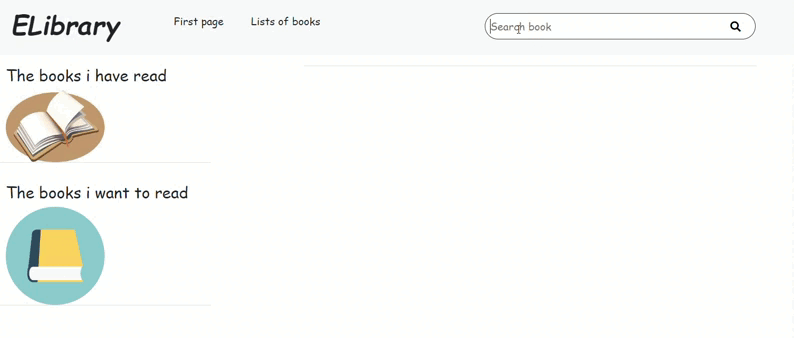 ELibrary
First page
Lists of books
Search book
The books i have read
The books i want to read